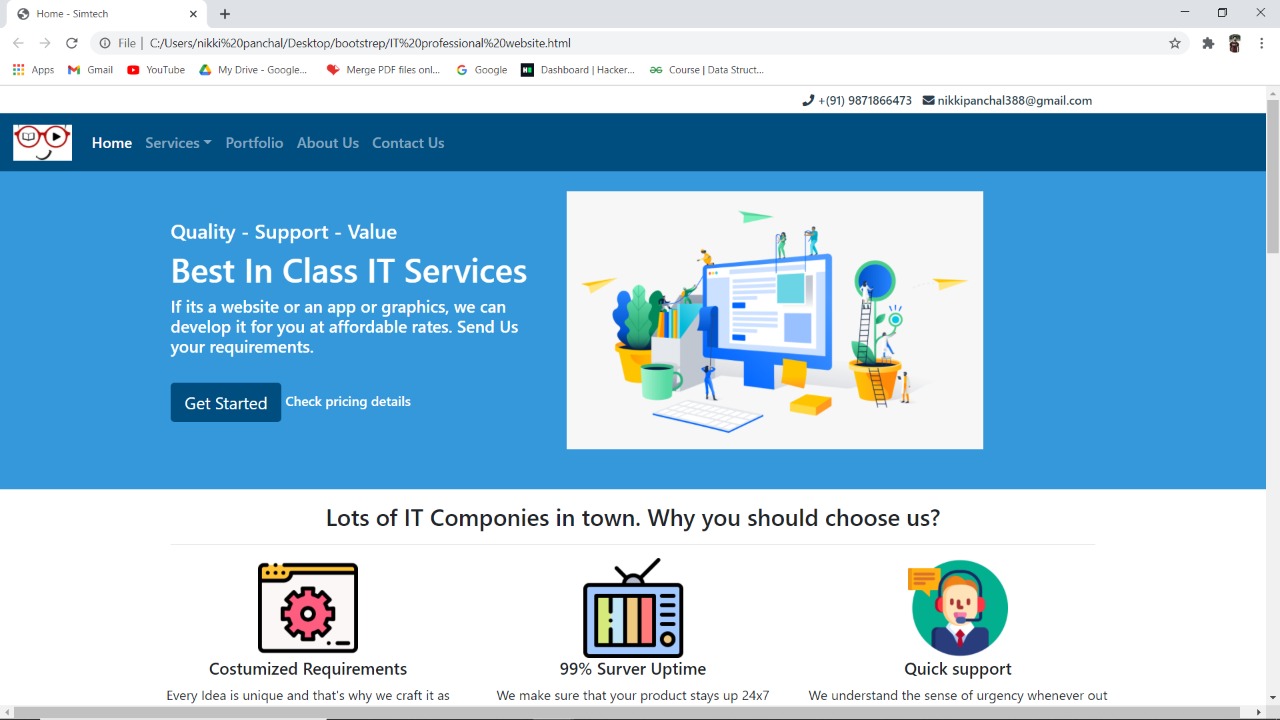 Home - Simtech
File | C:/Users/nikki%20panchal/Desktop/bootstrep/IT%20professional%20website.html
Apps Gmail YouTube My Drive - Google... Merge PDF files onl... Google Dashboard | Hacker... Course | Data Struct...
+(91) 9871866473 nikkipanchal388@gmail.com
Home Services Portfolio About Us Contact Us
Quality - Support - Value
Best In Class IT Services
If its a website or an app or graphics, we can
develop it for you at affordable rates. Send Us
your requirements.
Get Started Check pricing details
Lots of IT Componies in town. Why you should choose us?
Costumized Requirements 99% Surver Uptime Quick support
Every Idea is unique and that's why we craft it as We make sure that your product stays up 24x7 We understand the sense of urgency whenever out